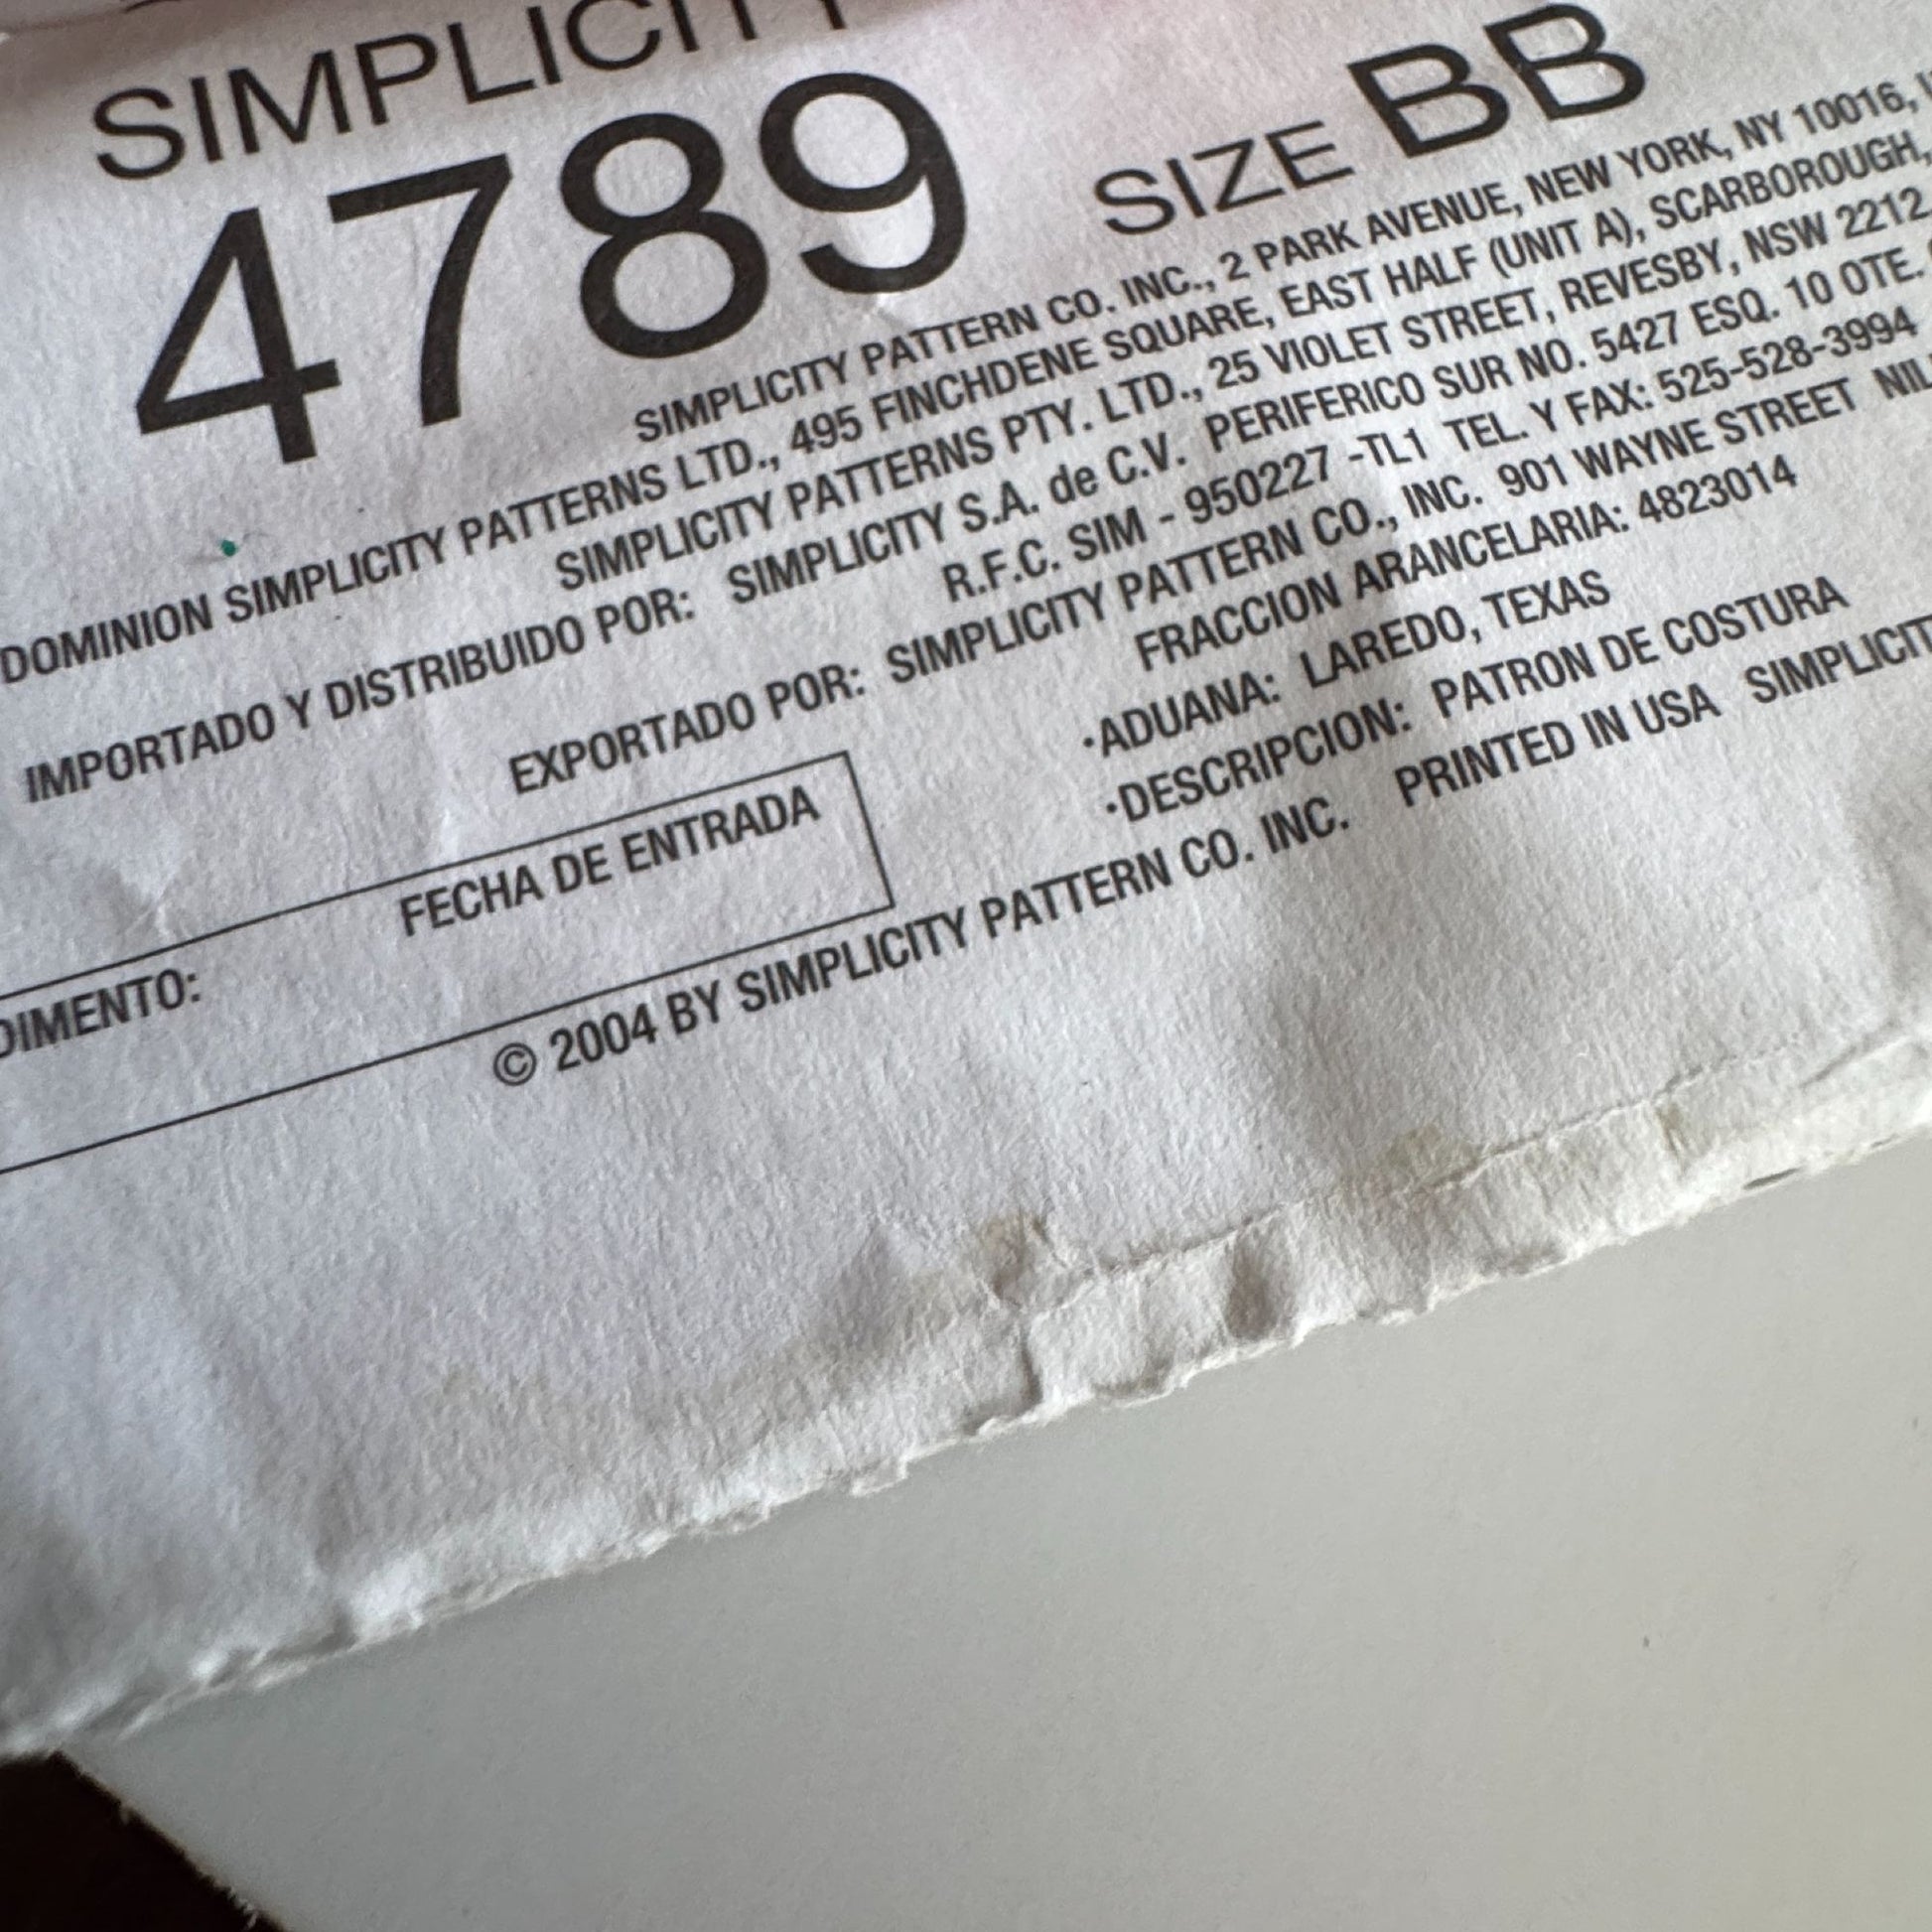 SIMPLICITY
4789
SIZE BB
SIMPLICITY PATTERN CO. INC., 2 PARK AVENUE, NEW YORK, NY 10016,
DOMINION SIMPLICITY PATTERNS LTD., 495 FINCHDENE SQUARE, EAST HALF (UNIT A), SCARBOROUGH,
SIMPLICITY PATTERNS PTY. LTD., 25 VIOLET STREET, REVESBY, NSW 2212
IMPORTADO Y DISTRIBUIDO POR: SIMPLICITY S.A. de C.V. PERIFERICO SUR NO. 5427 ESQ. 10 OTE.
R.F.C. SIM - 950227 -TL1 TEL. Y FAX: 525-528-3994
EXPORTADO POR: SIMPLICITY PATTERN CO., INC. 901 WAYNE STREET
FRACCION ARANCELARIA: 4823014
·ADUANA: LAREDO, TEXAS
·DESCRIPCION: PATRON DE COSTURA
FECHA DE ENTRADA
DIMENTO:
© 2004 BY SIMPLICITY PATTERN CO. INC. PRINTED IN USA SIMPLICIT